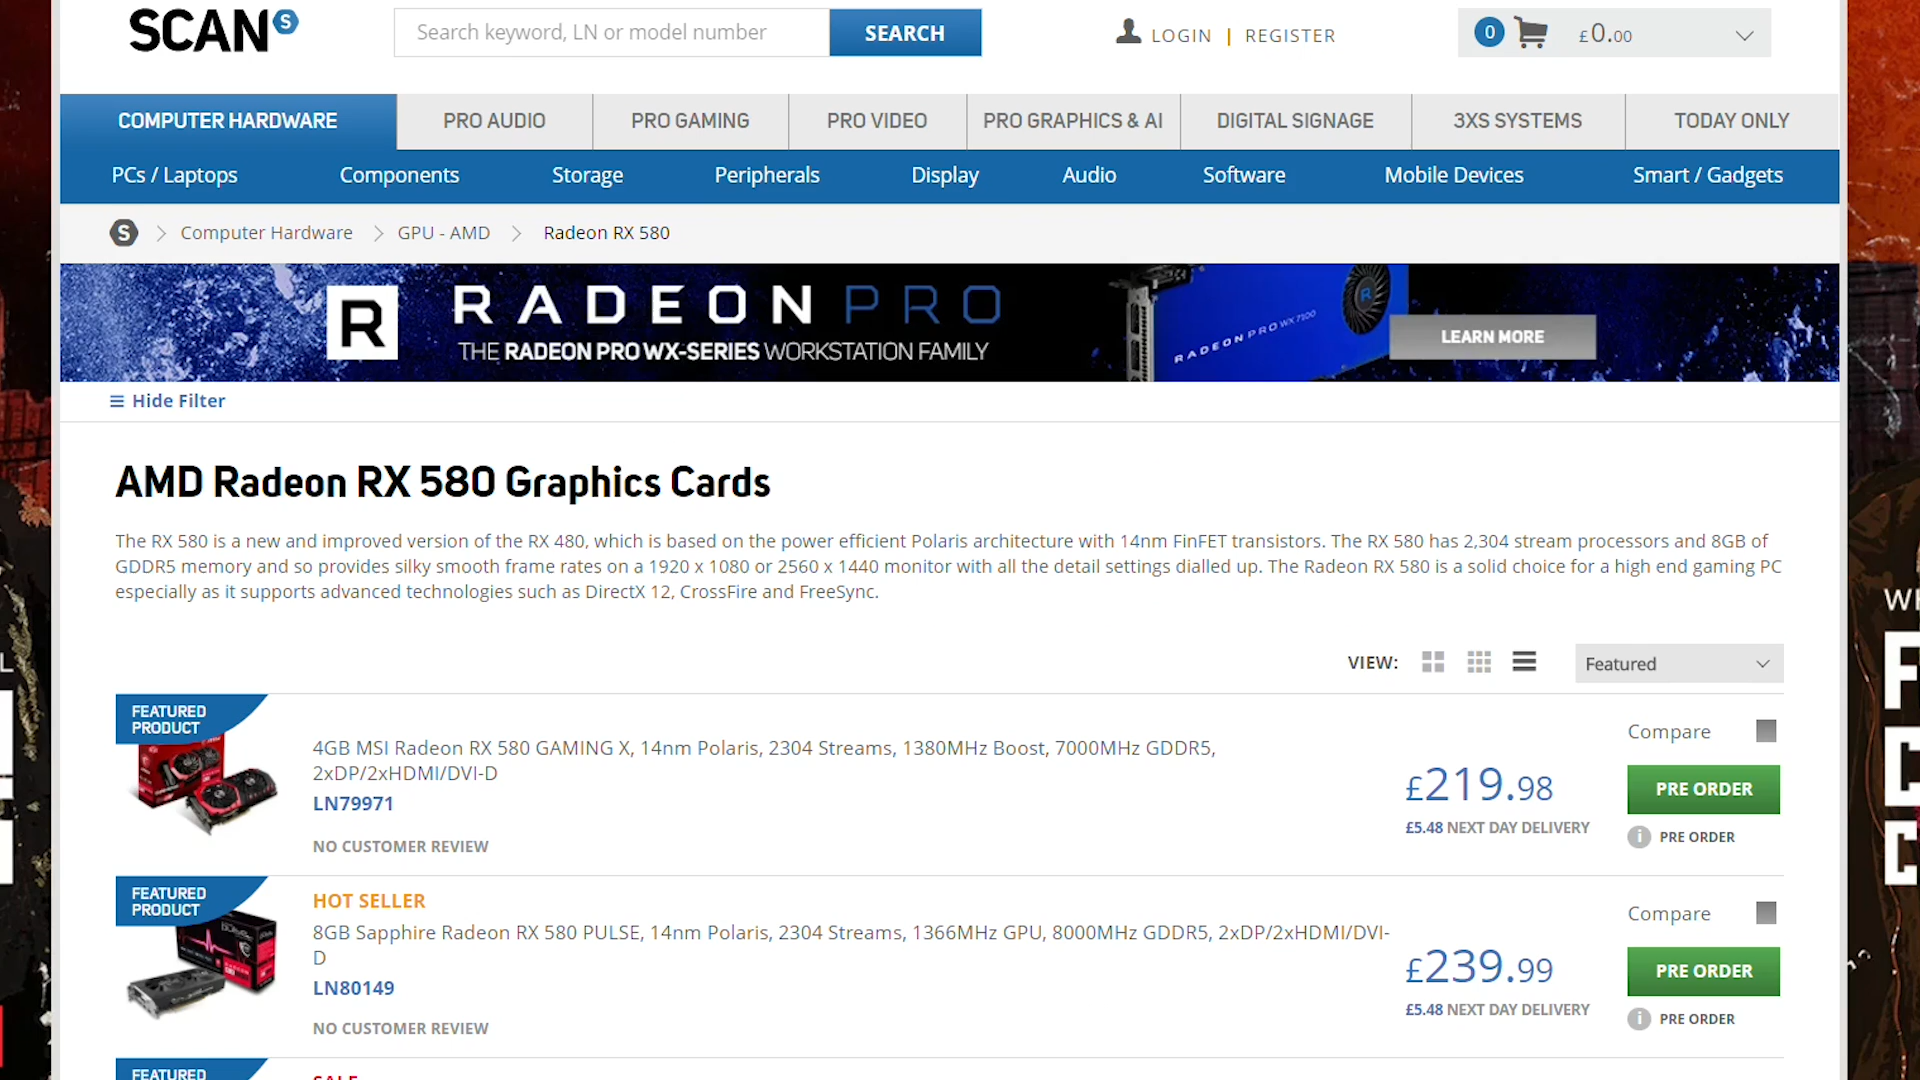 SCAN S
Search keyword, LN or model number
SEARCH
LOGIN | REGISTER
0 £0.00
COMPUTER HARDWARE PRO AUDIO PRO GAMING PRO VIDEO PRO GRAPHICS & AI DIGITAL SIGNAGE 3XS SYSTEMS TODAY ONLY
PCs / Laptops Components Storage Peripherals Display Audio Software Mobile Devices Smart / Gadgets
S Computer Hardware GPU - AMD Radeon RX 580
R RADEON PRO
THE RADEON PRO WX-SERIES WORKSTATION FAMILY
RADEON PRO WX 7100
LEARN MORE
Hide Filter
AMD Radeon RX 580 Graphics Cards
The RX 580 is a new and improved version of the RX 480, which is based on the power efficient Polaris architecture with 14nm FinFET transistors. The RX 580 has 2,304 stream processors and 8GB of
GDDR5 memory and so provides silky smooth frame rates on a 1920 x 1080 or 2560 x 1440 monitor with all the detail settings dialled up. The Radeon RX 580 is a solid choice for a high end gaming PC
especially as it supports advanced technologies such as DirectX 12, CrossFire and FreeSync.
VIEW: Featured
FEATURED
PRODUCT
4GB MSI Radeon RX 580 GAMING X, 14nm Polaris, 2304 Streams, 1380MHz Boost, 7000MHz GDDR5,
2xDP/2xHDMI/DVI-D
LN79971
NO CUSTOMER REVIEW
£219.98
£5.48 NEXT DAY DELIVERY
Compare
PRE ORDER
PRE ORDER
FEATURED
PRODUCT
HOT SELLER
8GB Sapphire Radeon RX 580 PULSE, 14nm Polaris, 2304 Streams, 1366MHz GPU, 8000MHz GDDR5, 2xDP/2xHDMI/DVI-
D
LN80149
NO CUSTOMER REVIEW
£239.99
£5.48 NEXT DAY DELIVERY
Compare
PRE ORDER
PRE ORDER
FEATURED
SALE